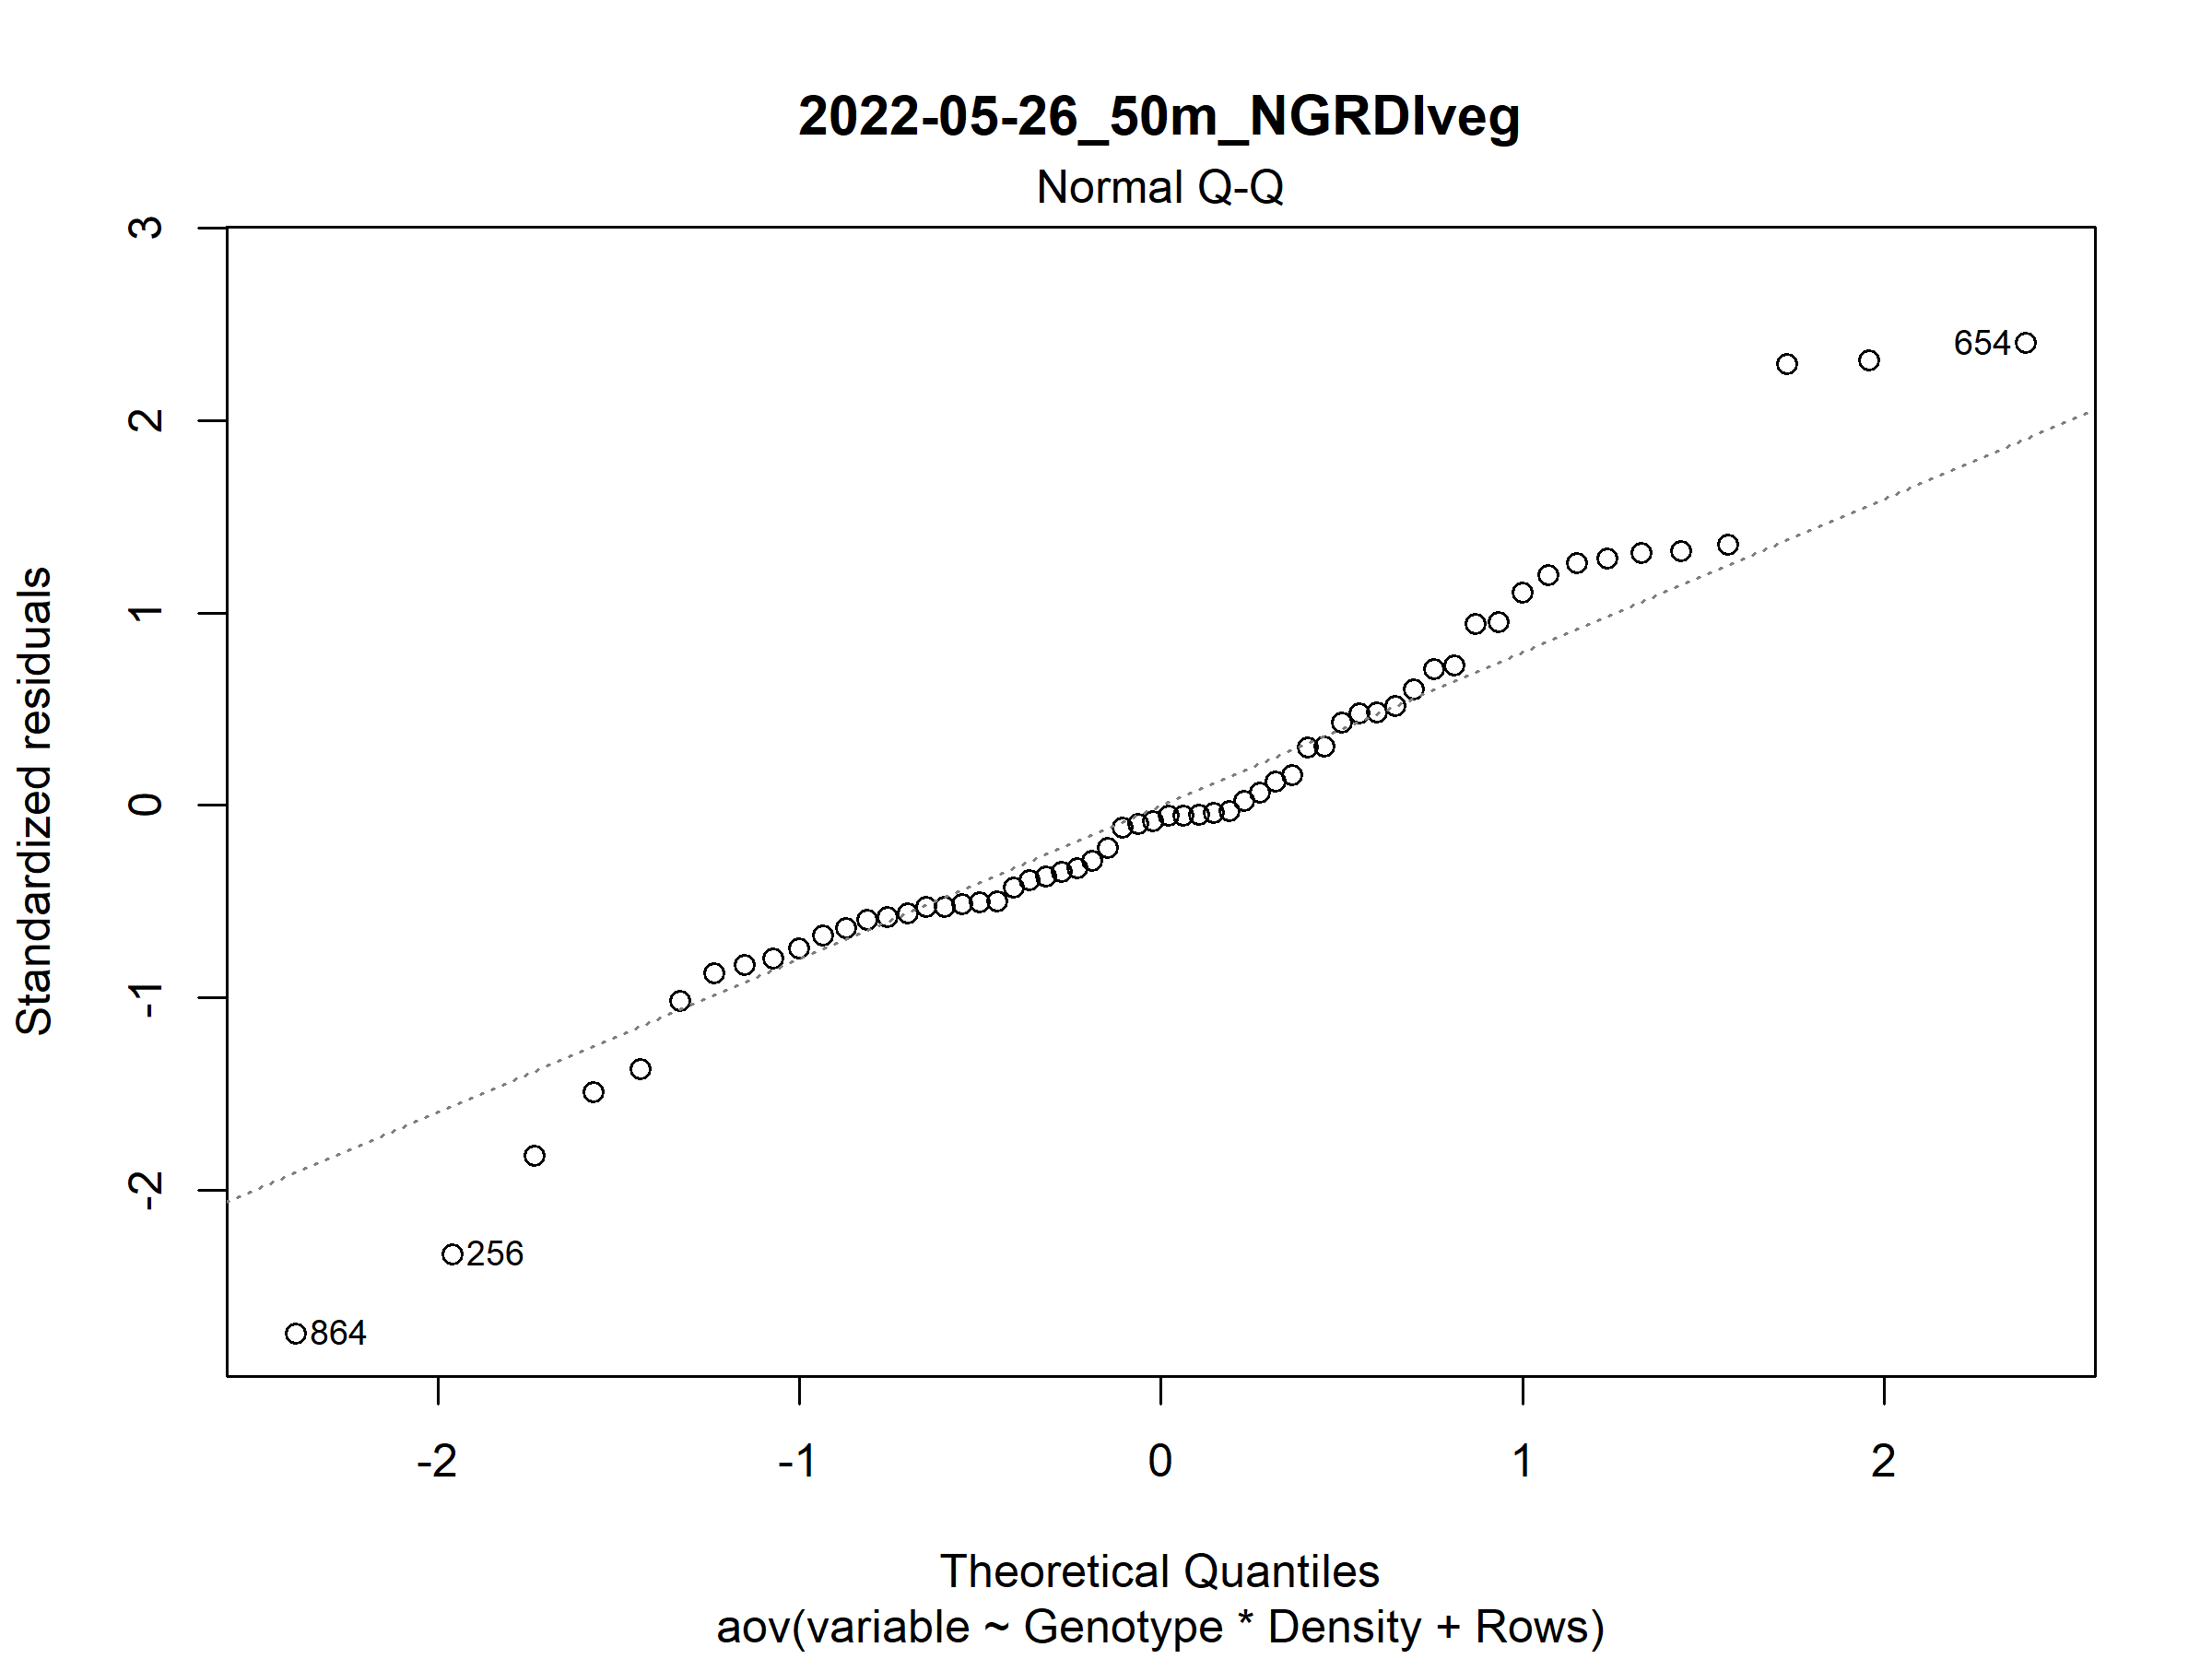 2022-05-26_50m_NGRDIveg
Normal Q-Q
3
2
1
0
-1
-2
Standardized residuals
654
256
864
-2 -1 0 1 2
Theoretical Quantiles
aov(variable ~ Genotype * Density + Rows)